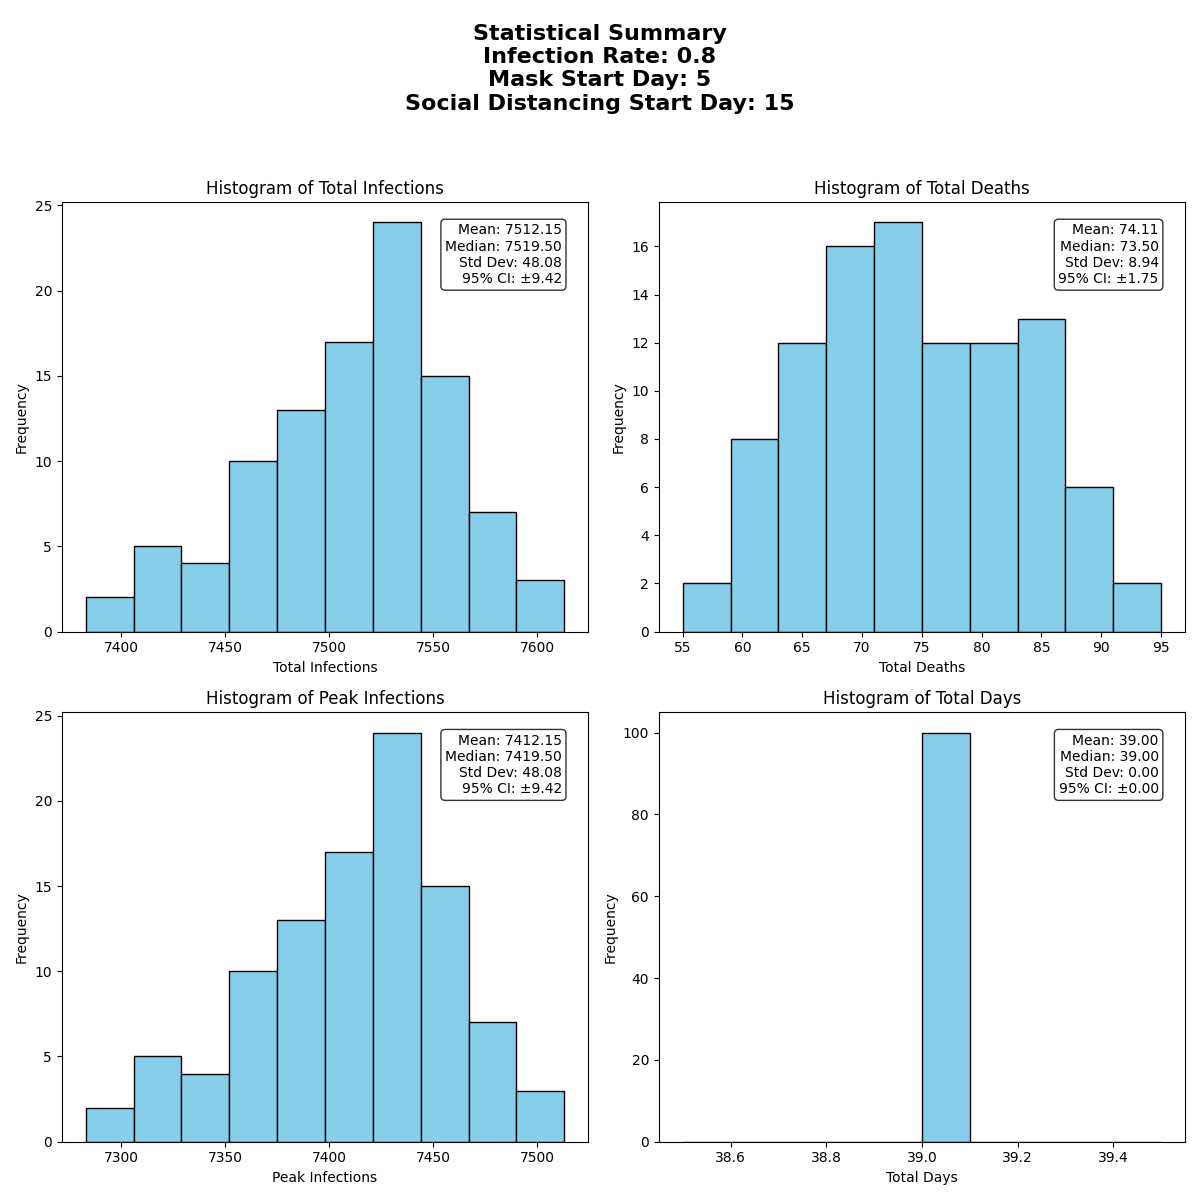 Statistical Summary
Infection Rate: 0.8
Mask Start Day: 5
Social Distancing Start Day: 15
Histogram of Total Infections
25
20
15
10
5
0
Frequency
Mean: 7512.15
Median: 7519.50
Std Dev: 48.08
95% CI: ±9.42
7400 7450 7500 7550 7600
Total Infections
Histogram of Total Deaths
16
14
12
10
8
6
4
2
0
Frequency
Mean: 74.11
Median: 73.50
Std Dev: 8.94
95% CI: ±1.75
55 60 65 70 75 80 85 90 95
Total Deaths
Histogram of Peak Infections
25
20
15
10
5
0
Frequency
Mean: 7412.15
Median: 7419.50
Std Dev: 48.08
95% CI: ±9.42
7300 7350 7400 7450 7500
Peak Infections
Histogram of Total Days
100
80
60
40
20
0
Frequency
Mean: 39.00
Median: 39.00
Std Dev: 0.00
95% CI: ±0.00
38.6 38.8 39.0 39.2 39.4
Total Days